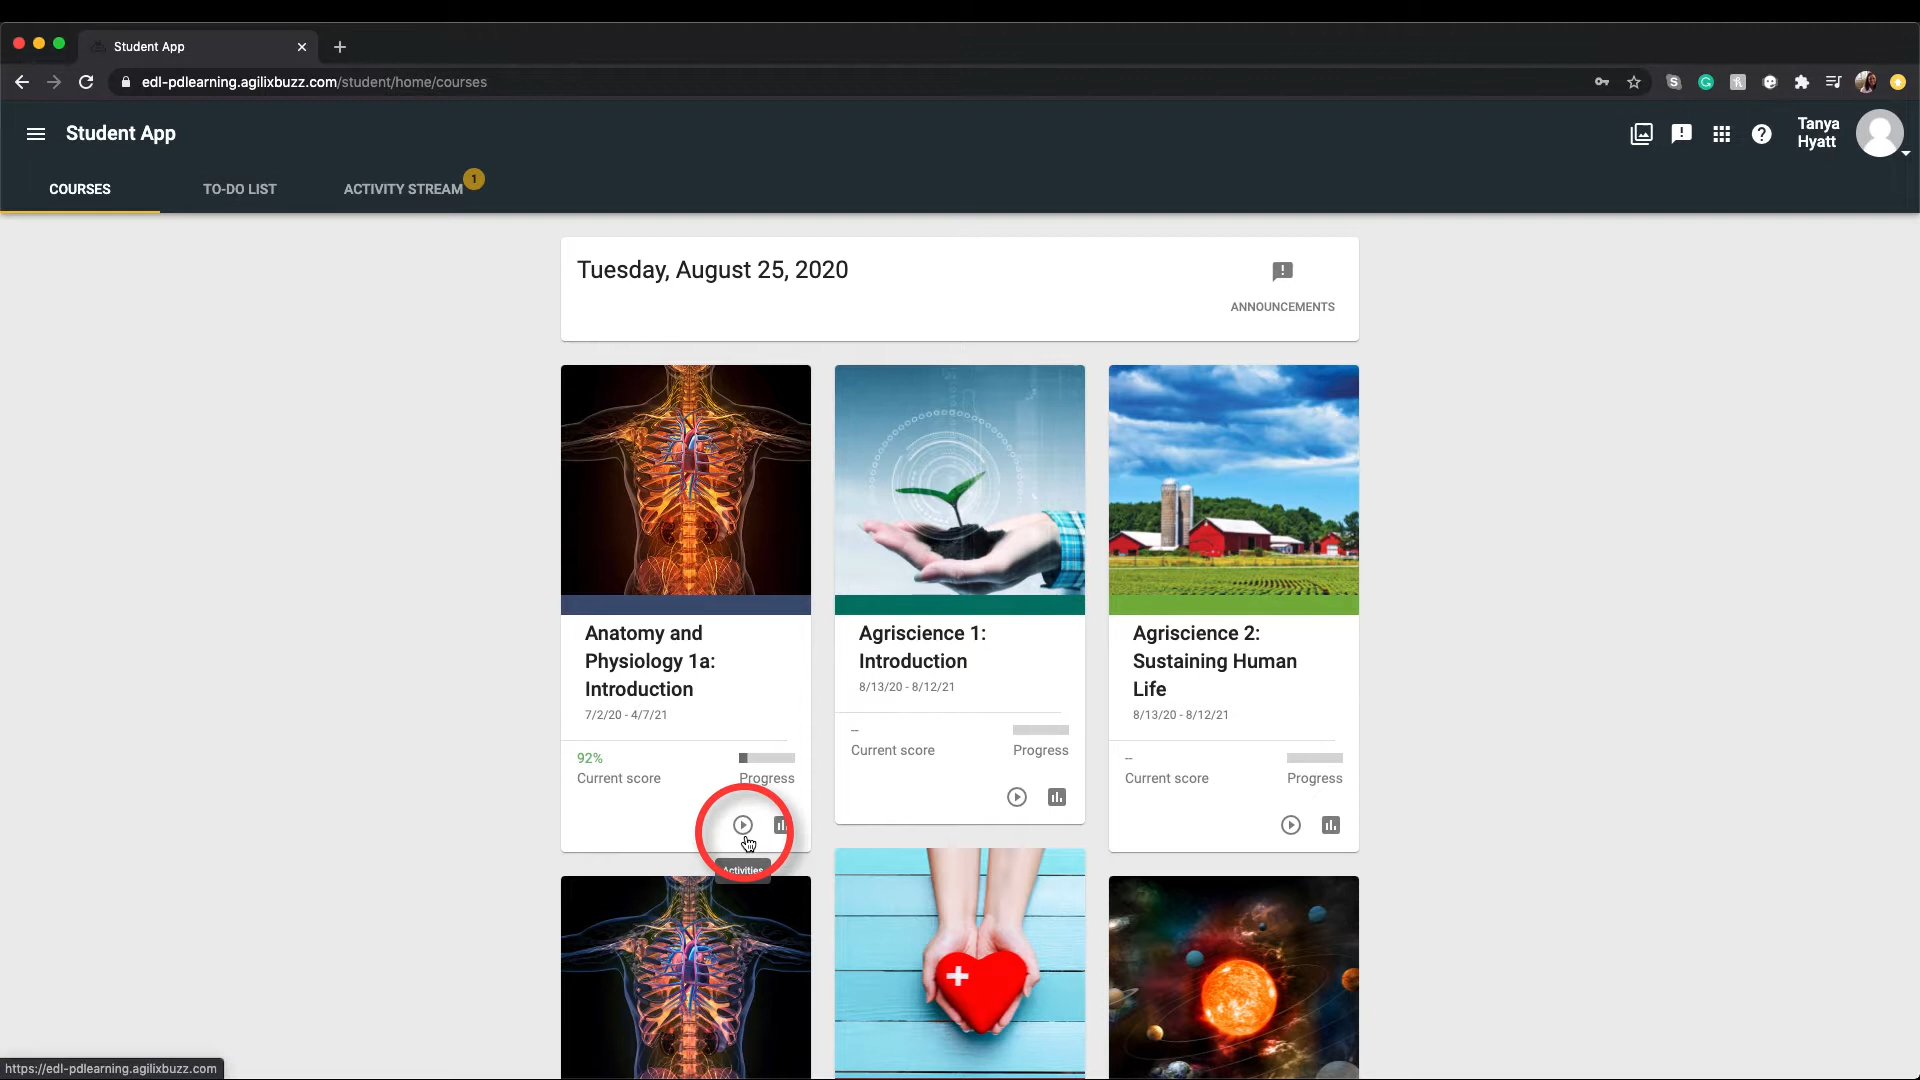 Student App
edl-pdlearning.agilixbuzz.com/student/home/courses
Student App
Tanya
Hyatt
COURSES
TO-DO LIST
ACTIVITY STREAM
1
Tuesday, August 25, 2020
ANNOUNCEMENTS
Anatomy and
Physiology 1a:
Introduction
7/2/20 - 4/7/21
92%
Current score
Progress
Activities
Agriscience 1:
Introduction
8/13/20 - 8/12/21
--
Current score
Progress
Agriscience 2:
Sustaining Human
Life
8/13/20 - 8/12/21
--
Current score
Progress
https://edl-pdlearning.agilixbuzz.com